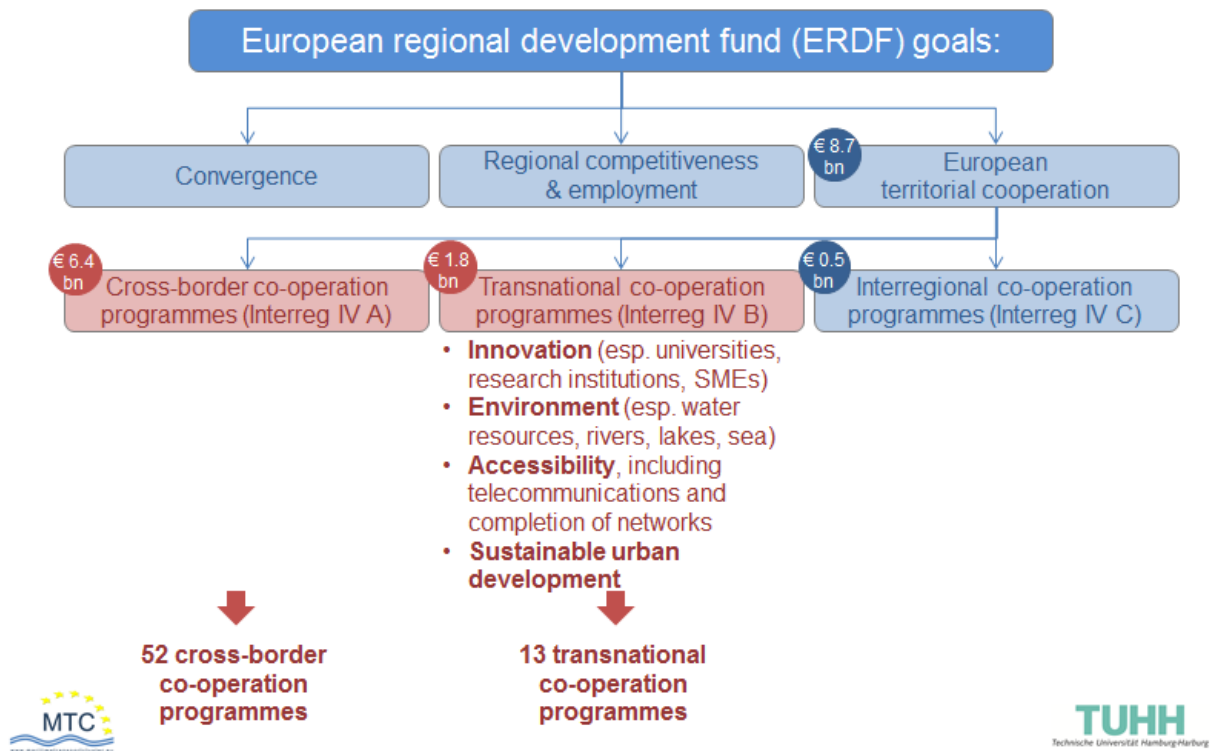 European regional development fund (ERDF) goals:
Convergence
Regional competitiveness
& employment
€ 8.7
bn
European
territorial cooperation
€ 6.4
bn
Cross-border co-operation
programmes (Interreg IV A)
€ 1.8
bn
Transnational co-operation
programmes (Interreg IV B)
€ 0.5
bn
Interregional co-operation
programmes (Interreg IV C)
• Innovation (esp. universities,
research institutions, SMEs)
• Environment (esp. water
resources, rivers, lakes, sea)
• Accessibility, including
telecommunications and
completion of networks
• Sustainable urban
development
52 cross-border
co-operation
programmes
13 transnational
co-operation
programmes
MTC
TUHH
Technische Universität Hamburg-Harburg